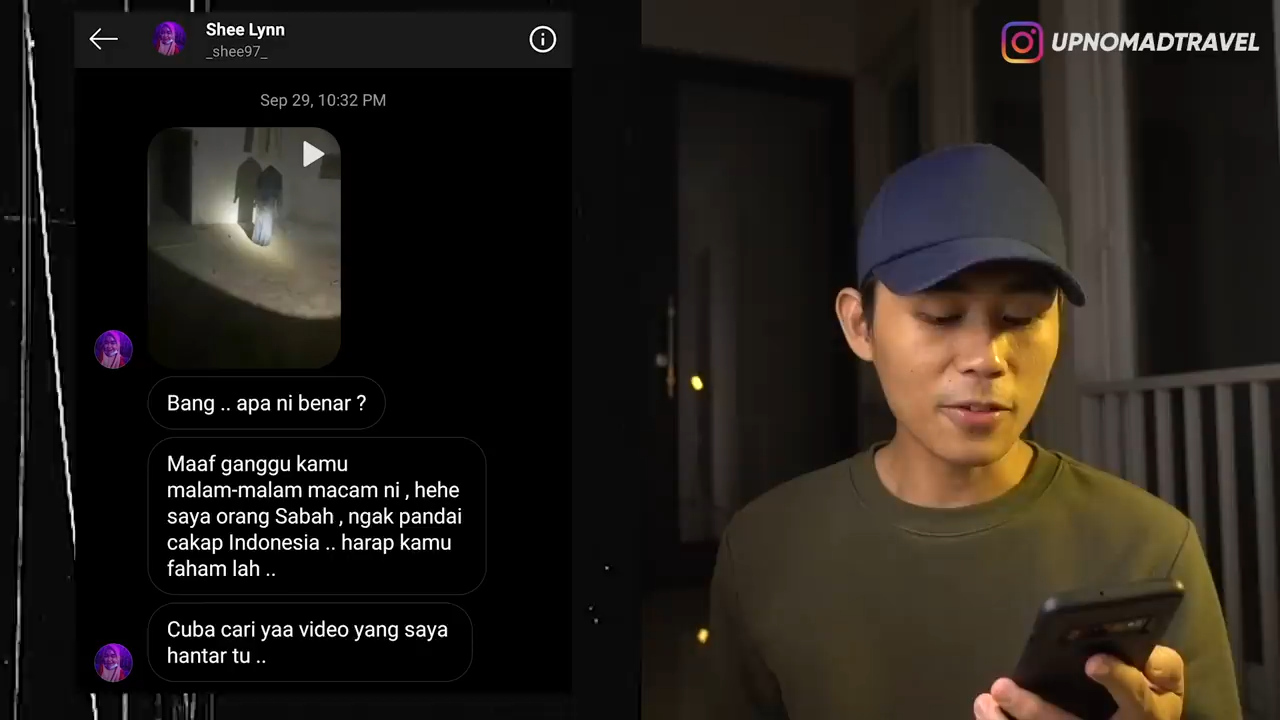 Shee Lynn
_shee97_
Sep 29, 10:32 PM
Bang .. apa ni benar ?
Maaf ganggu kamu
malam-malam macam ni , hehe
saya orang Sabah , ngak pandai
cakap Indonesia .. harap kamu
faham lah ..
Cuba cari yaa video yang saya
hantar tu ..
UPNOMADTRAVEL